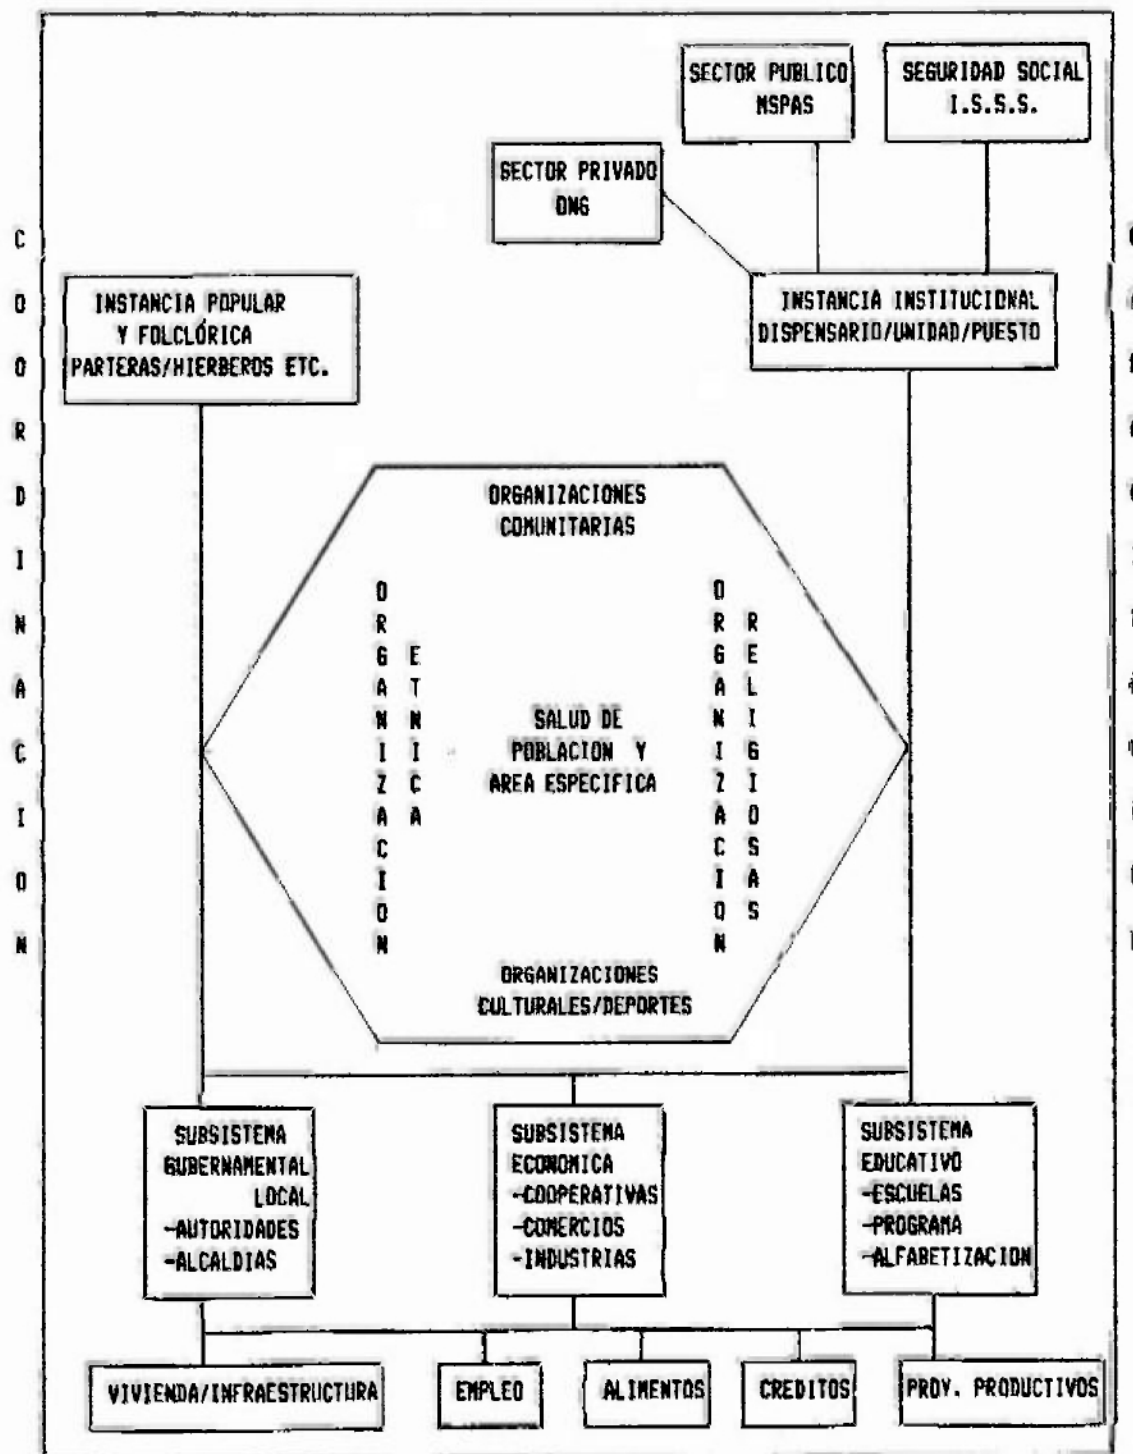 SECTOR PUBLICO
MSPAS
SEGURIDAD SOCIAL
I.S.S.S.
SECTOR PRIVADO
ONG
INSTANCIA POPULAR
Y FOLCLÓRICA
PARTERAS/HIERBEROS ETC.
INSTANCIA INSTITUCIONAL
DISPENSARIO/UNIDAD/PUESTO
COORDINACION
ORGANIZACIONES
COMUNITARIAS
ORGANIZACION
ETNICA
SALUD DE
POBLACION Y
AREA ESPECIFICA
ORGANIZACION
RELIGIOSAS
ORGANIZACIONES
CULTURALES/DEPORTES
SUBSISTEMA
GUBERNAMENTAL
LOCAL
-AUTORIDADES
-ALCALDIAS
SUBSISTEMA
ECONOMICA
-COOPERATIVAS
-COMERCIOS
-INDUSTRIAS
SUBSISTEMA
EDUCATIVO
-ESCUELAS
-PROGRAMA
-ALFABETIZACION
VIVIENDA/INFRAESTRUCTURA
EMPLEO
ALIMENTOS
CREDITOS
PROY. PRODUCTIVOS